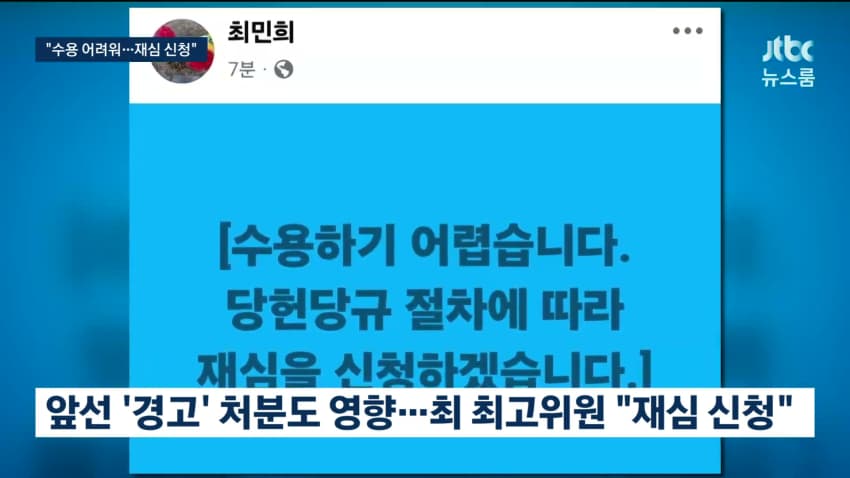 "수용 어려워…재심 신청"
최민희
7분 ·
jtbc
뉴스룸
[수용하기 어렵습니다.
당헌당규 절차에 따라
재심을 신청하겠습니다.]
앞선 '경고' 처분도 영향…최 최고위원 "재심 신청"